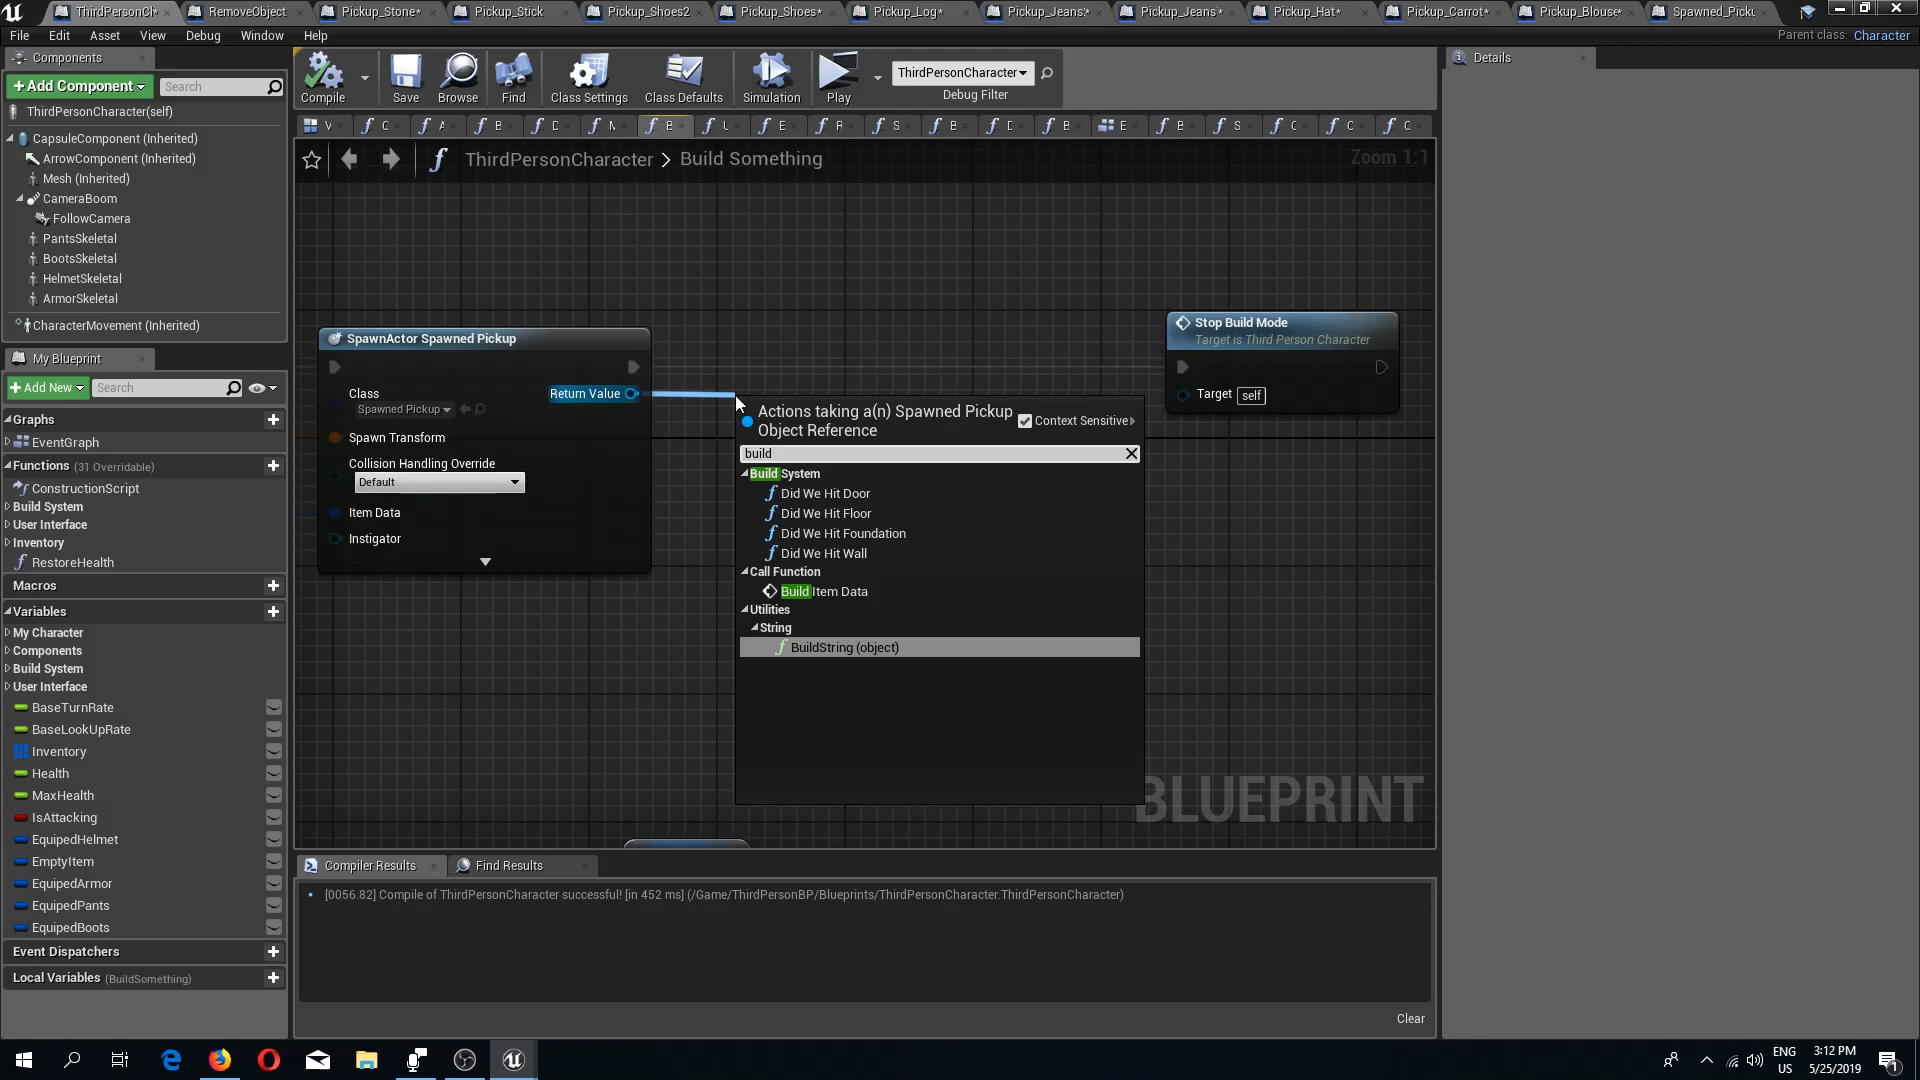 ThirdPersonCh*
RemoveObject
Pickup_Stone*
Pickup_Stick
Pickup_Shoes2
Pickup_Shoes*
Pickup_Log*
Pickup_Jeans:*
Pickup_Jeans*
Pickup_Hat*
Pickup_Carrot*
Pickup_Blouse*
Spawned_Picku
File Edit Asset View Debug Window Help
Parent class: Character
Components
+Add Component
Search
ThirdPersonCharacter(self)
CapsuleComponent (Inherited)
ArrowComponent (Inherited)
Mesh (Inherited)
CameraBoom
FollowCamera
PantsSkeletal
BootsSkeletal
HelmetSkeletal
ArmorSkeletal
CharacterMovement (Inherited)
My Blueprint
+Add New
Search
Graphs
EventGraph
Functions (31 Overridable)
ConstructionScript
Build System
User Interface
Inventory
RestoreHealth
Macros
Variables
My Character
Components
Build System
User Interface
BaseTurnRate
BaseLookUpRate
Inventory
Health
MaxHealth
IsAttacking
EquipedHelmet
EmptyItem
EquipedArmor
EquipedPants
EquipedBoots
Event Dispatchers
Local Variables (BuildSomething)
Compile
Save
Browse
Find
Class Settings
Class Defaults
Simulation
Play
ThirdPersonCharacter
Debug Filter
V f C f A f B f D f N f B f U f E f R f S f B f D f B E f B f S f C f C f C
f ThirdPersonCharacter > Build Something
Zoom 1:1
SpawnActor Spawned Pickup
Class
Spawned Pickup
Return Value
Spawn Transform
Collision Handling Override
Default
Item Data
Instigator
Actions taking a(n) Spawned Pickup
Object Reference
Context Sensitive
build
Build System
f Did We Hit Door
f Did We Hit Floor
f Did We Hit Foundation
f Did We Hit Wall
Call Function
Build Item Data
Utilities
String
f BuildString (object)
Stop Build Mode
Target is Third Person Character
Target self
BLUEPRINT
Compiler Results
Find Results
[0056.82] Compile of ThirdPersonCharacter successful! [in 452 ms] (/Game/ThirdPersonBP/Blueprints/ThirdPersonCharacter.ThirdPersonCharacter)
Clear
Details
ENG
US
3:12 PM
5/25/2019
1